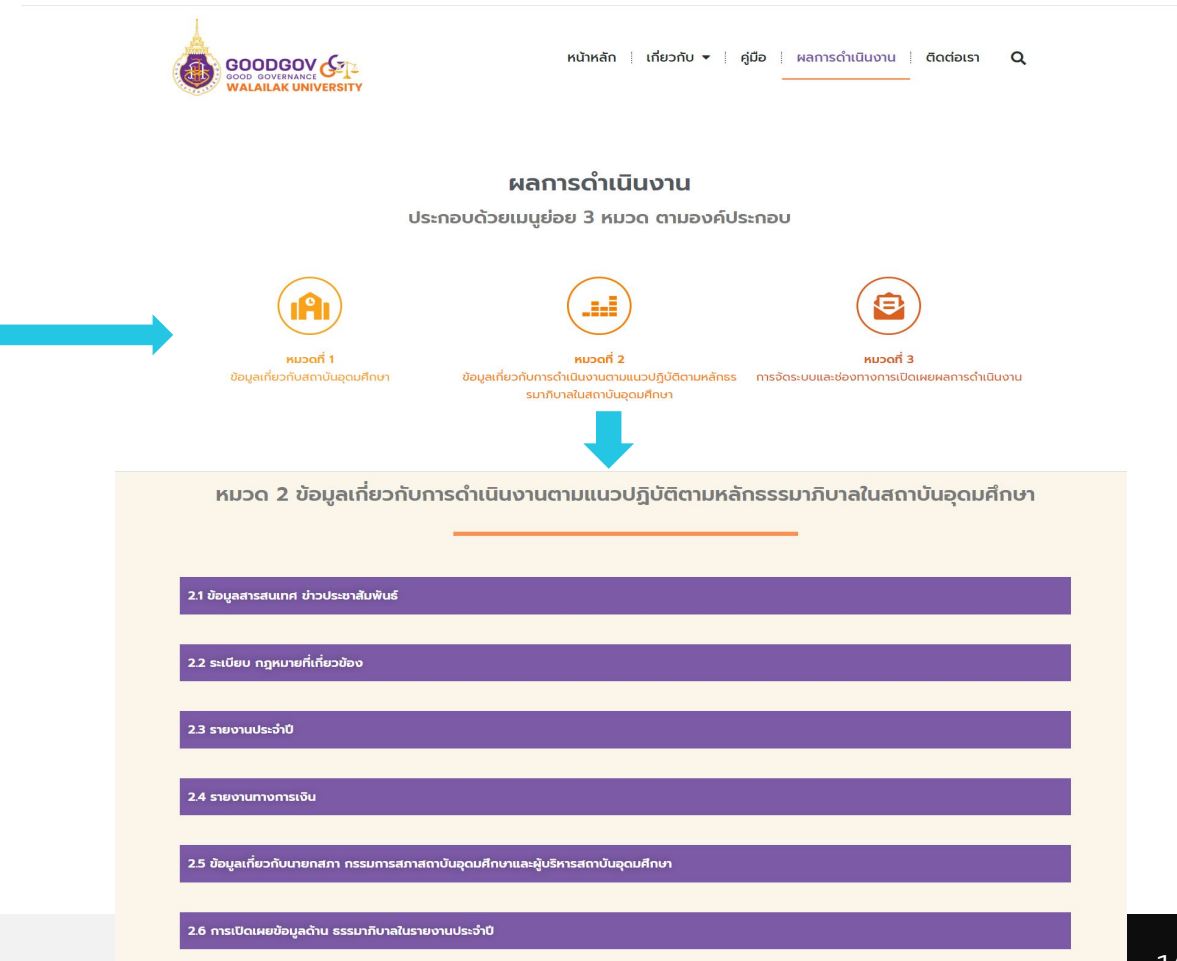 GOODGOV
GOOD GOVERNANCE
WALAILAK UNIVERSITY
หน้าหลัก
เกี่ยวกับ
คู่มือ
ผลการดำเนินงาน
ติดต่อเรา
ผลการดำเนินงาน
ประกอบด้วยเมนูย่อย 3 หมวด ตามองค์ประกอบ
หมวดที่ 1
ข้อมูลเกี่ยวกับสถาบันอุดมศึกษา
หมวดที่ 2
ข้อมูลเกี่ยวกับการดำเนินงานตามแนวปฏิบัติตามหลักธร
รมาภิบาลในสถาบันอุดมศึกษา
หมวดที่ 3
การจัดระบบและช่องทางการเปิดเผยผลการดำเนินงาน
หมวด 2 ข้อมูลเกี่ยวกับการดำเนินงานตามแนวปฏิบัติตามหลักธรรมาภิบาลในสถาบันอุดมศึกษา
2.1 ข้อมูลสารสนเทศ ข่าวประชาสัมพันธ์
2.2 ระเบียบ กฎหมายที่เกี่ยวข้อง
2.3 รายงานประจำปี
2.4 รายงานทางการเงิน
2.5 ข้อมูลเกี่ยวกับนายกสภา กรรมการสภาสถาบันอุดมศึกษาและผู้บริหารสถาบันอุดมศึกษา
2.6 การเปิดเผยข้อมูลด้าน ธรรมาภิบาลในรายงานประจำปี